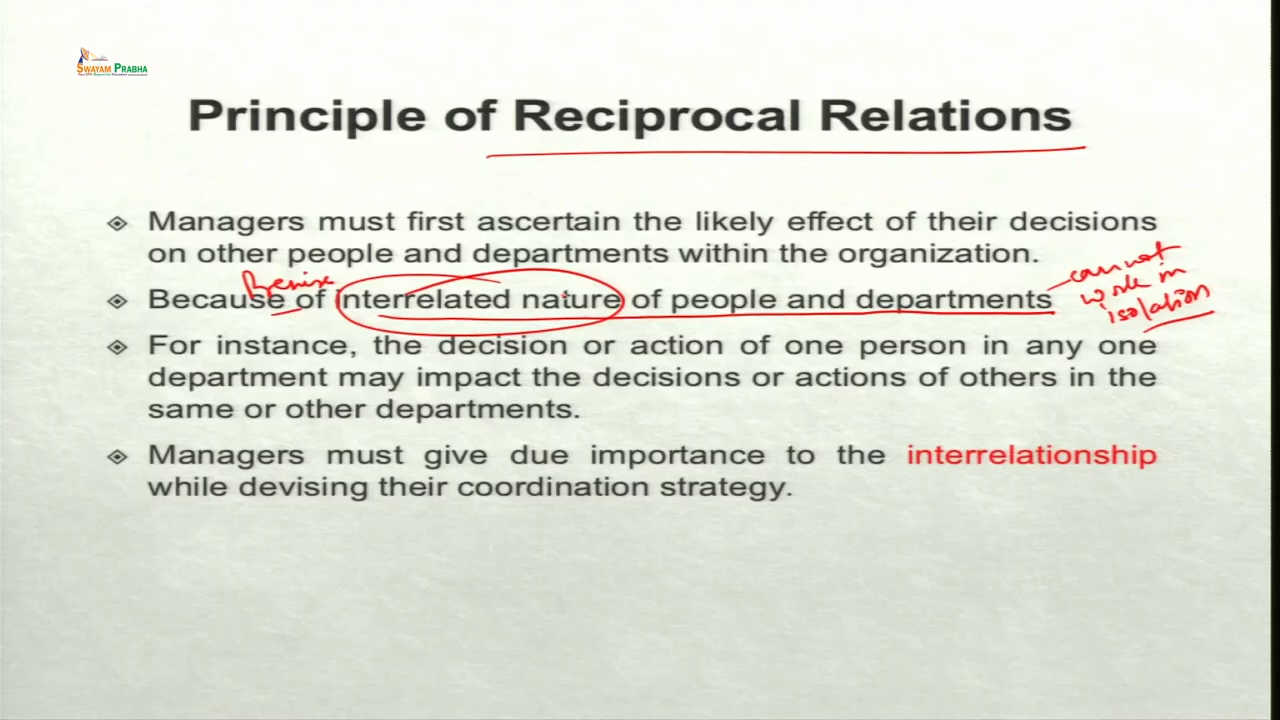 SWAYAM PRABHA
Principle of Reciprocal Relations
Managers must first ascertain the likely effect of their decisions
on other people and departments within the organization.
Because of interrelated nature of people and departments
cannot
work in
isolation
For instance, the decision or action of one person in any one
department may impact the decisions or actions of others in the
same or other departments.
Managers must give due importance to the interrelationship
while devising their coordination strategy.